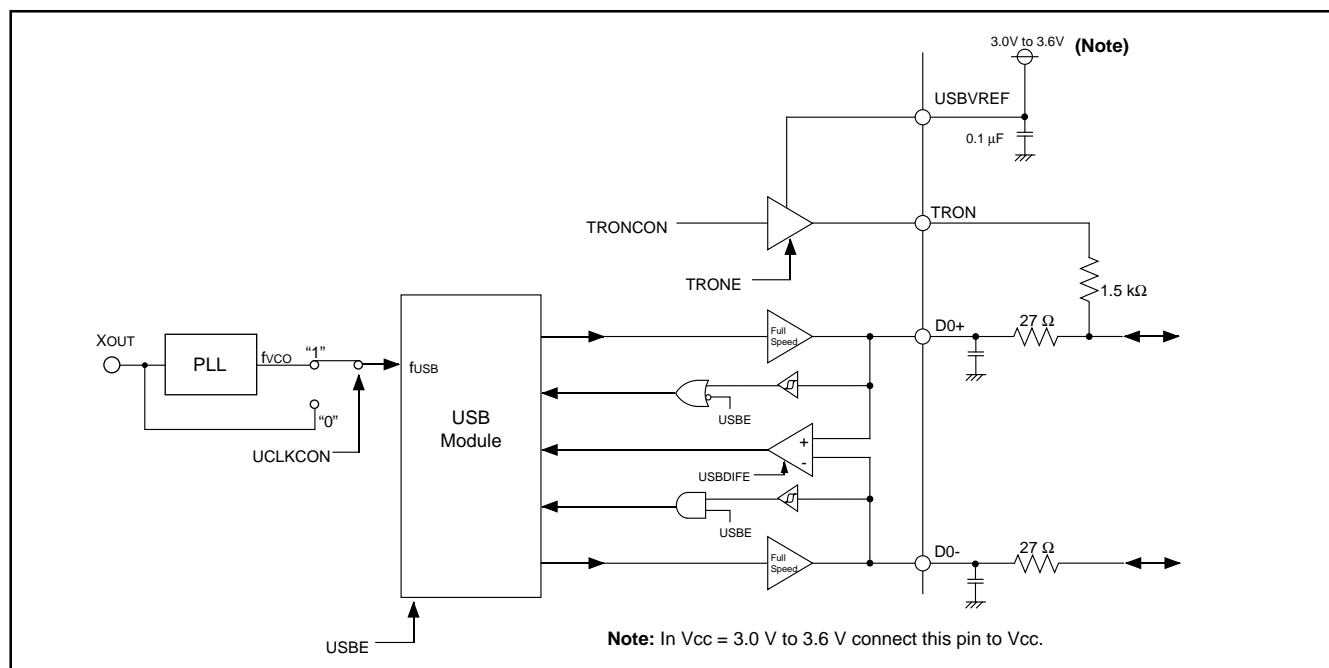 3.0V to 3.6V (Note)
USBVREF
0.1 µF
TRONCON
TRON
TRONE
1.5 kΩ
XOUT
PLL
fVCO
"1"
"0"
UCLKCON
fUSB
USB
Module
USBE
Full
Speed
D0+
27 Ω
USBE
+
-
USBDIFE
USBE
Full
Speed
D0-
27 Ω
Note: In Vcc = 3.0 V to 3.6 V connect this pin to Vcc.